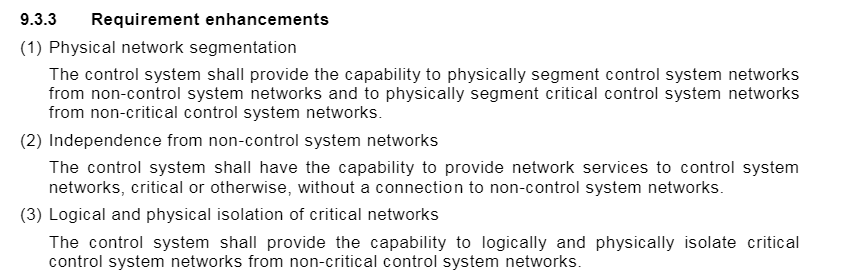 9.3.3 Requirement enhancements
(1) Physical network segmentation
The control system shall provide the capability to physically segment control system networks
from non-control system networks and to physically segment critical control system networks
from non-critical control system networks.
(2) Independence from non-control system networks
The control system shall have the capability to provide network services to control system
networks, critical or otherwise, without a connection to non-control system networks.
(3) Logical and physical isolation of critical networks
The control system shall provide the capability to logically and physically isolate critical
control system networks from non-critical control system networks.